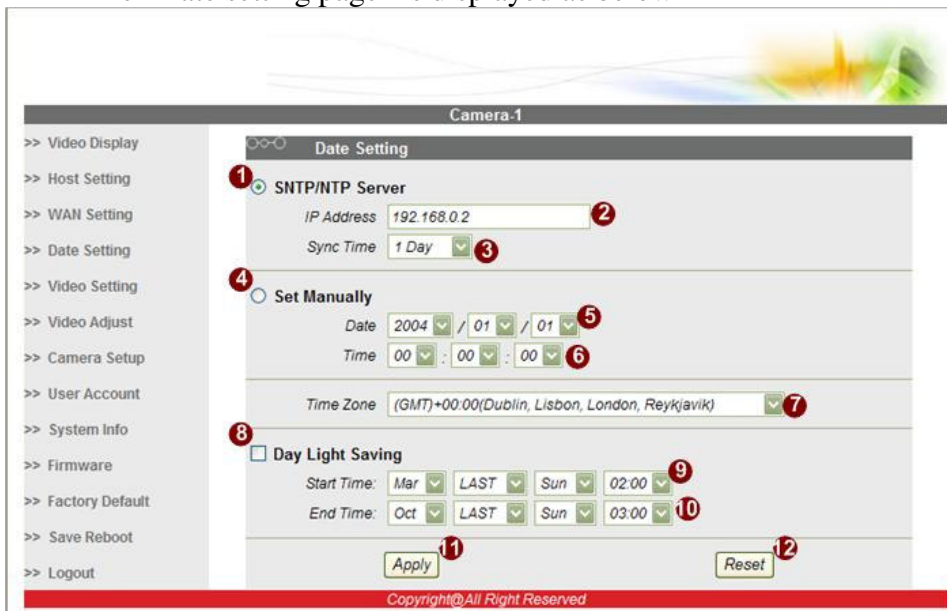 Camera-1
>> Video Display
>> Host Setting
>> WAN Setting
>> Date Setting
>> Video Setting
>> Video Adjust
>> Camera Setup
>> User Account
>> System Info
>> Firmware
>> Factory Default
>> Save Reboot
>> Logout
Date Setting
1 SNTP/NTP Server
IP Address 192.168.0.2 2
Sync Time 1 Day 3
4 Set Manually
Date 2004 / 01 / 01 5
Time 00 : 00 : 00 6
Time Zone (GMT)+00:00(Dublin, Lisbon, London, Reykjavik) 7
8 Day Light Saving
Start Time: Mar LAST Sun 02:00 9
End Time: Oct LAST Sun 03:00 10
Apply 11 Reset 12
Copyright@All Right Reserved